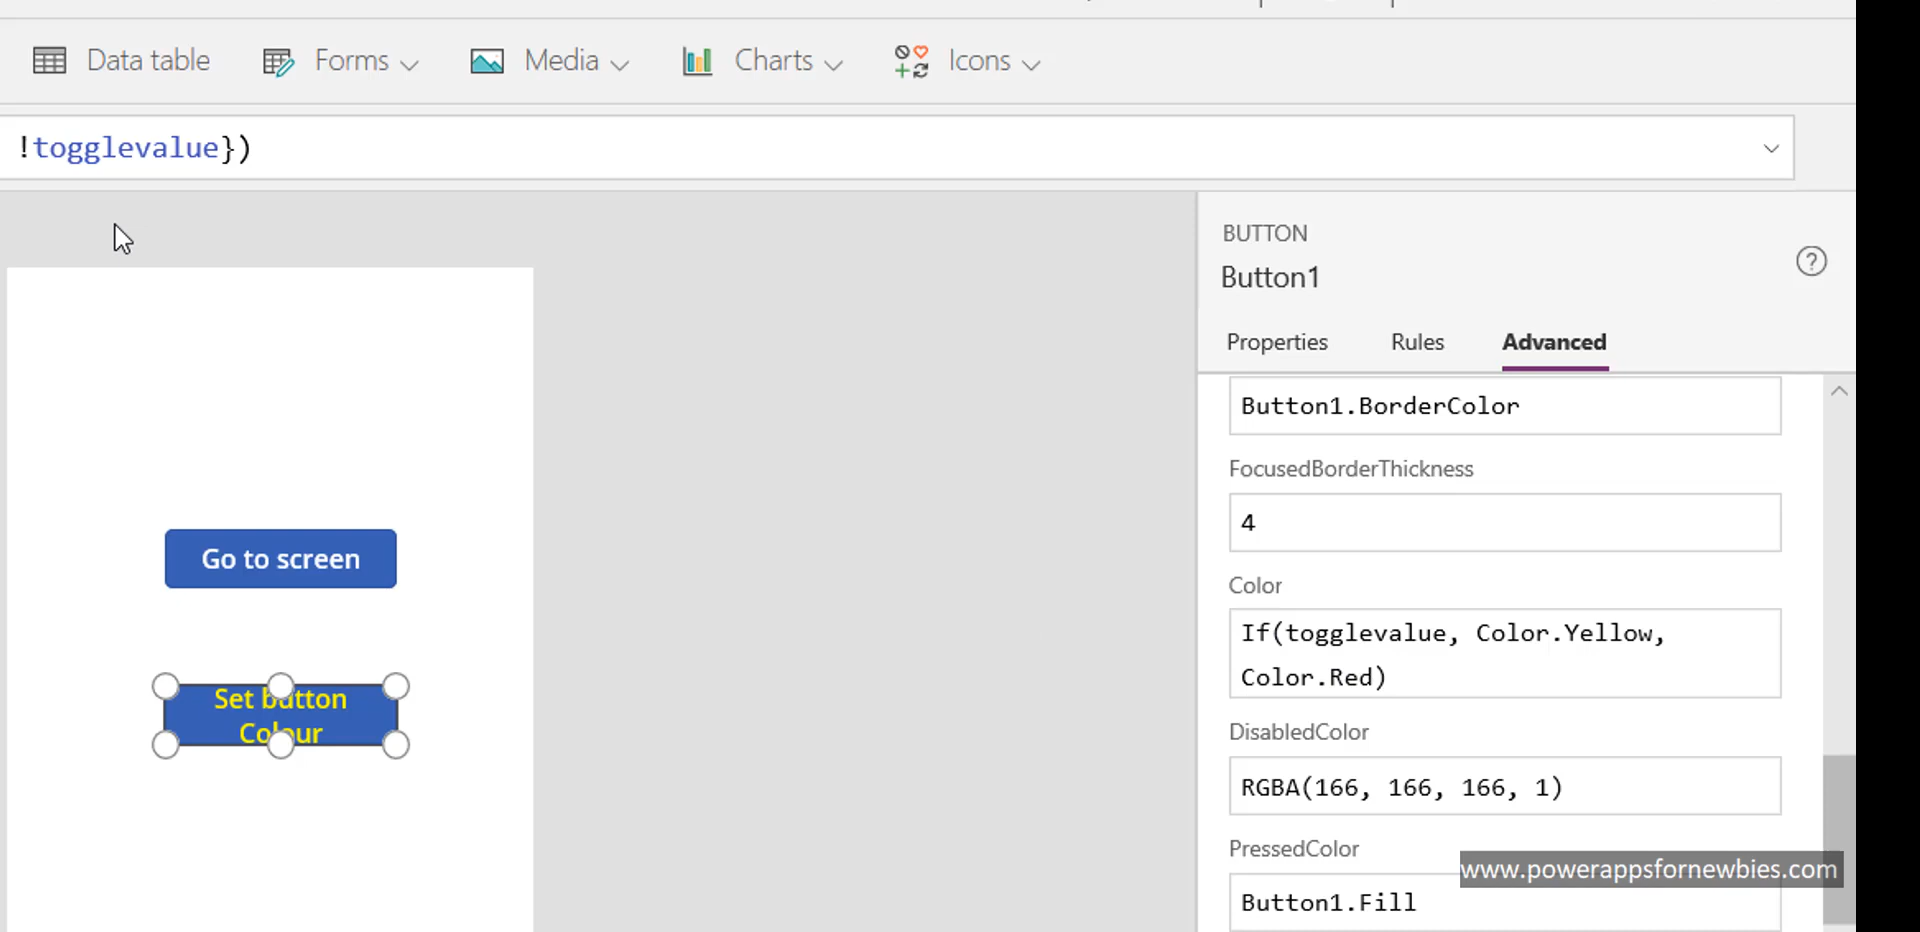 Data table Forms Media Charts Icons
!togglevalue})
BUTTON
Button1
Properties Rules Advanced
Button1.BorderColor
FocusedBorderThickness
4
Color
If(togglevalue, Color.Yellow,
Color.Red)
DisabledColor
RGBA(166, 166, 166, 1)
PressedColor
Button1.Fill
Go to screen
Set button
Colour
www.powerappsfornewbies.com